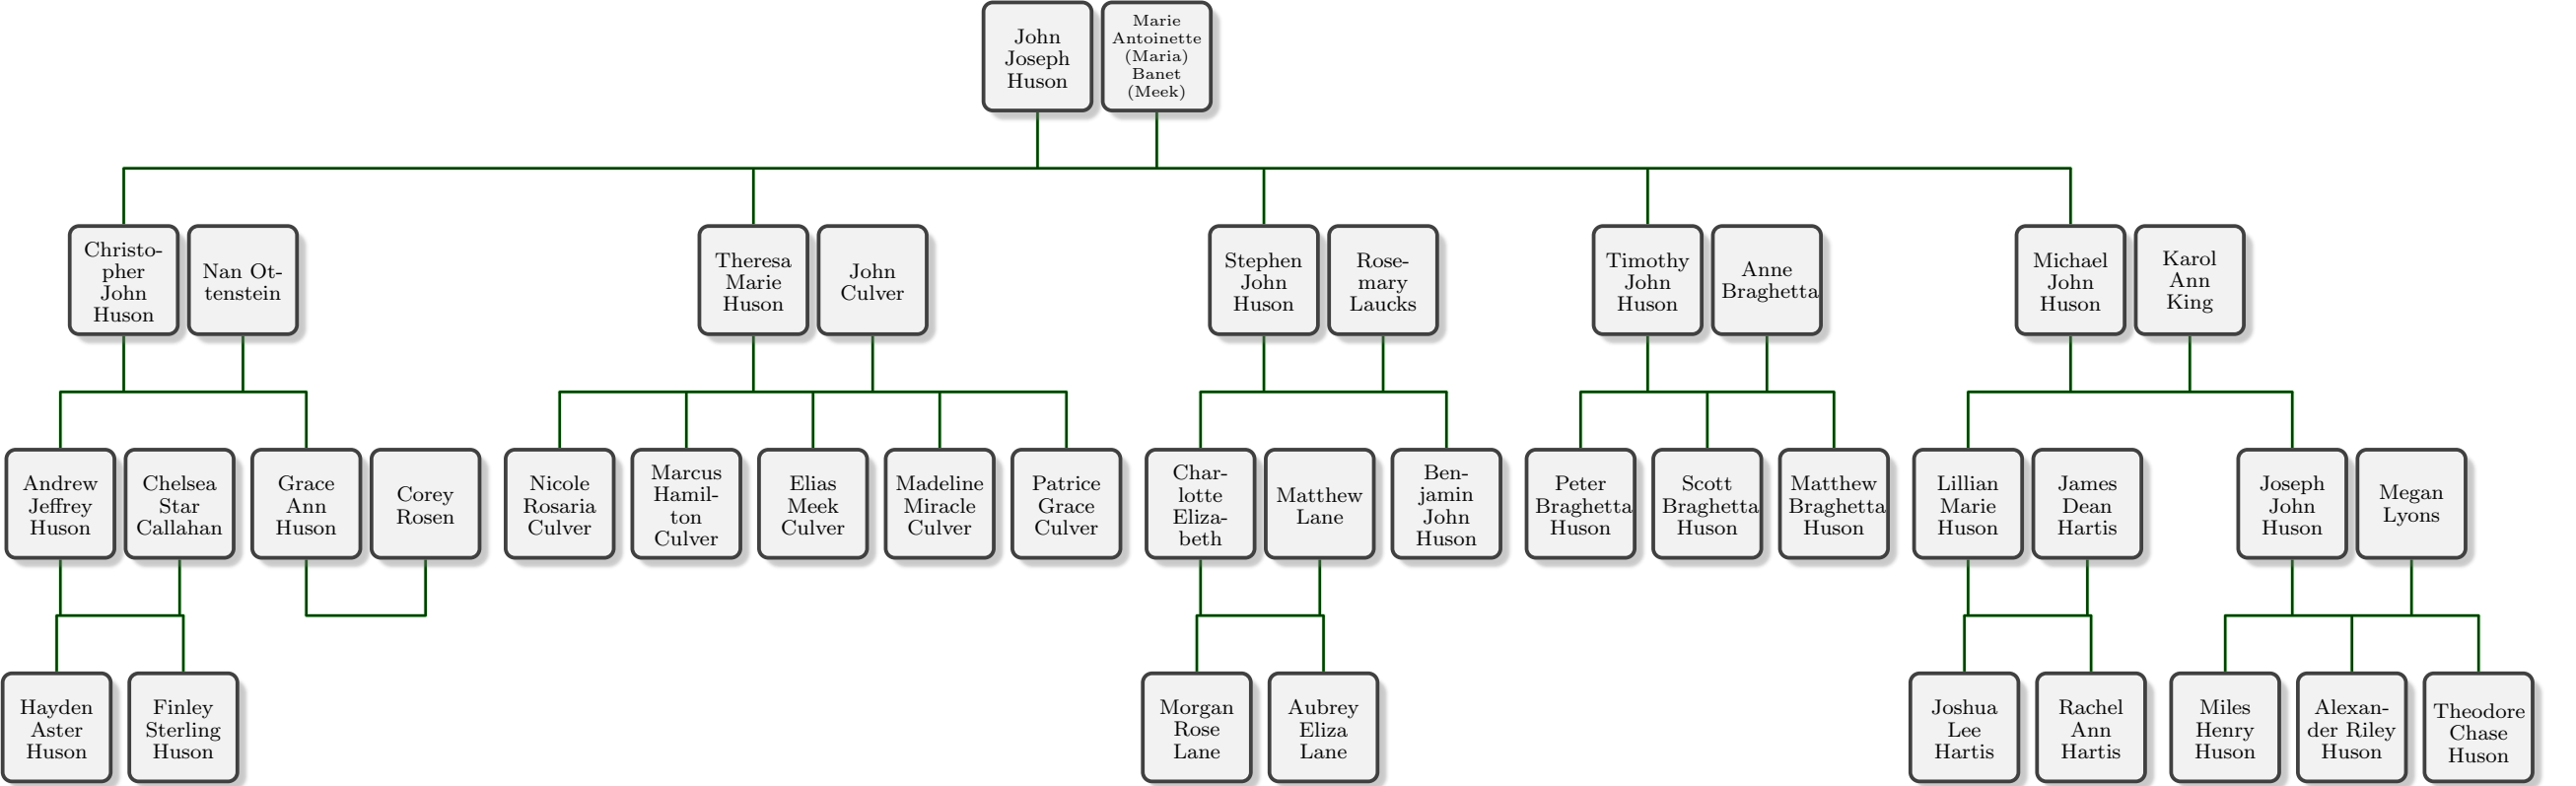 John
Joseph
Huson
Marie
Antoinette
(Maria)
Banet
(Meek)
Christo-
pher
John
Huson
Nan Ot-
tenstein
Theresa
Marie
Huson
John
Culver
Stephen
John
Huson
Rose-
mary
Laucks
Timothy
John
Huson
Anne
Braghetta
Michael
John
Huson
Karol
Ann
King
Andrew
Jeffrey
Huson
Chelsea
Star
Callahan
Grace
Ann
Huson
Corey
Rosen
Nicole
Rosaria
Culver
Marcus
Hamil-
ton
Culver
Elias
Meek
Culver
Madeline
Miracle
Culver
Patrice
Grace
Culver
Char-
lotte
Eliza-
beth
Matthew
Lane
Ben-
jamin
John
Huson
Peter
Braghetta
Huson
Scott
Braghetta
Huson
Matthew
Braghetta
Huson
Lillian
Marie
Huson
James
Dean
Hartis
Joseph
John
Huson
Megan
Lyons
Hayden
Aster
Huson
Finley
Sterling
Huson
Morgan
Rose
Lane
Aubrey
Eliza
Lane
Joshua
Lee
Hartis
Rachel
Ann
Hartis
Miles
Henry
Huson
Alexan-
der Riley
Huson
Theodore
Chase
Huson